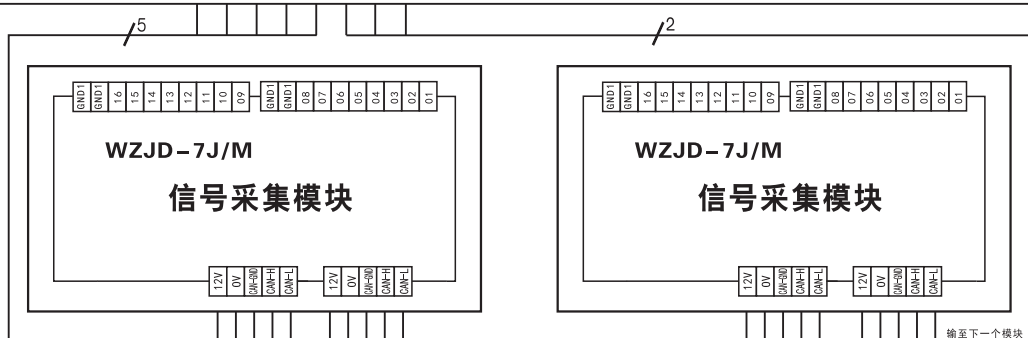 5
2
GND1 GND1 16 15 14 13 12 11 10 09 GND1 GND1 08 07 06 05 04 03 02 01
GND1 GND1 16 15 14 13 12 11 10 09 GND1 GND1 08 07 06 05 04 03 02 01
WZJD-7J/M
WZJD-7J/M
信号采集模块
信号采集模块
12V 0V CAN-GND CAN-H CAN-L 12V 0V CAN-GND CAN-H CAN-L
12V 0V CAN-GND CAN-H CAN-L 12V 0V CAN-GND CAN-H CAN-L
输至下一个模块